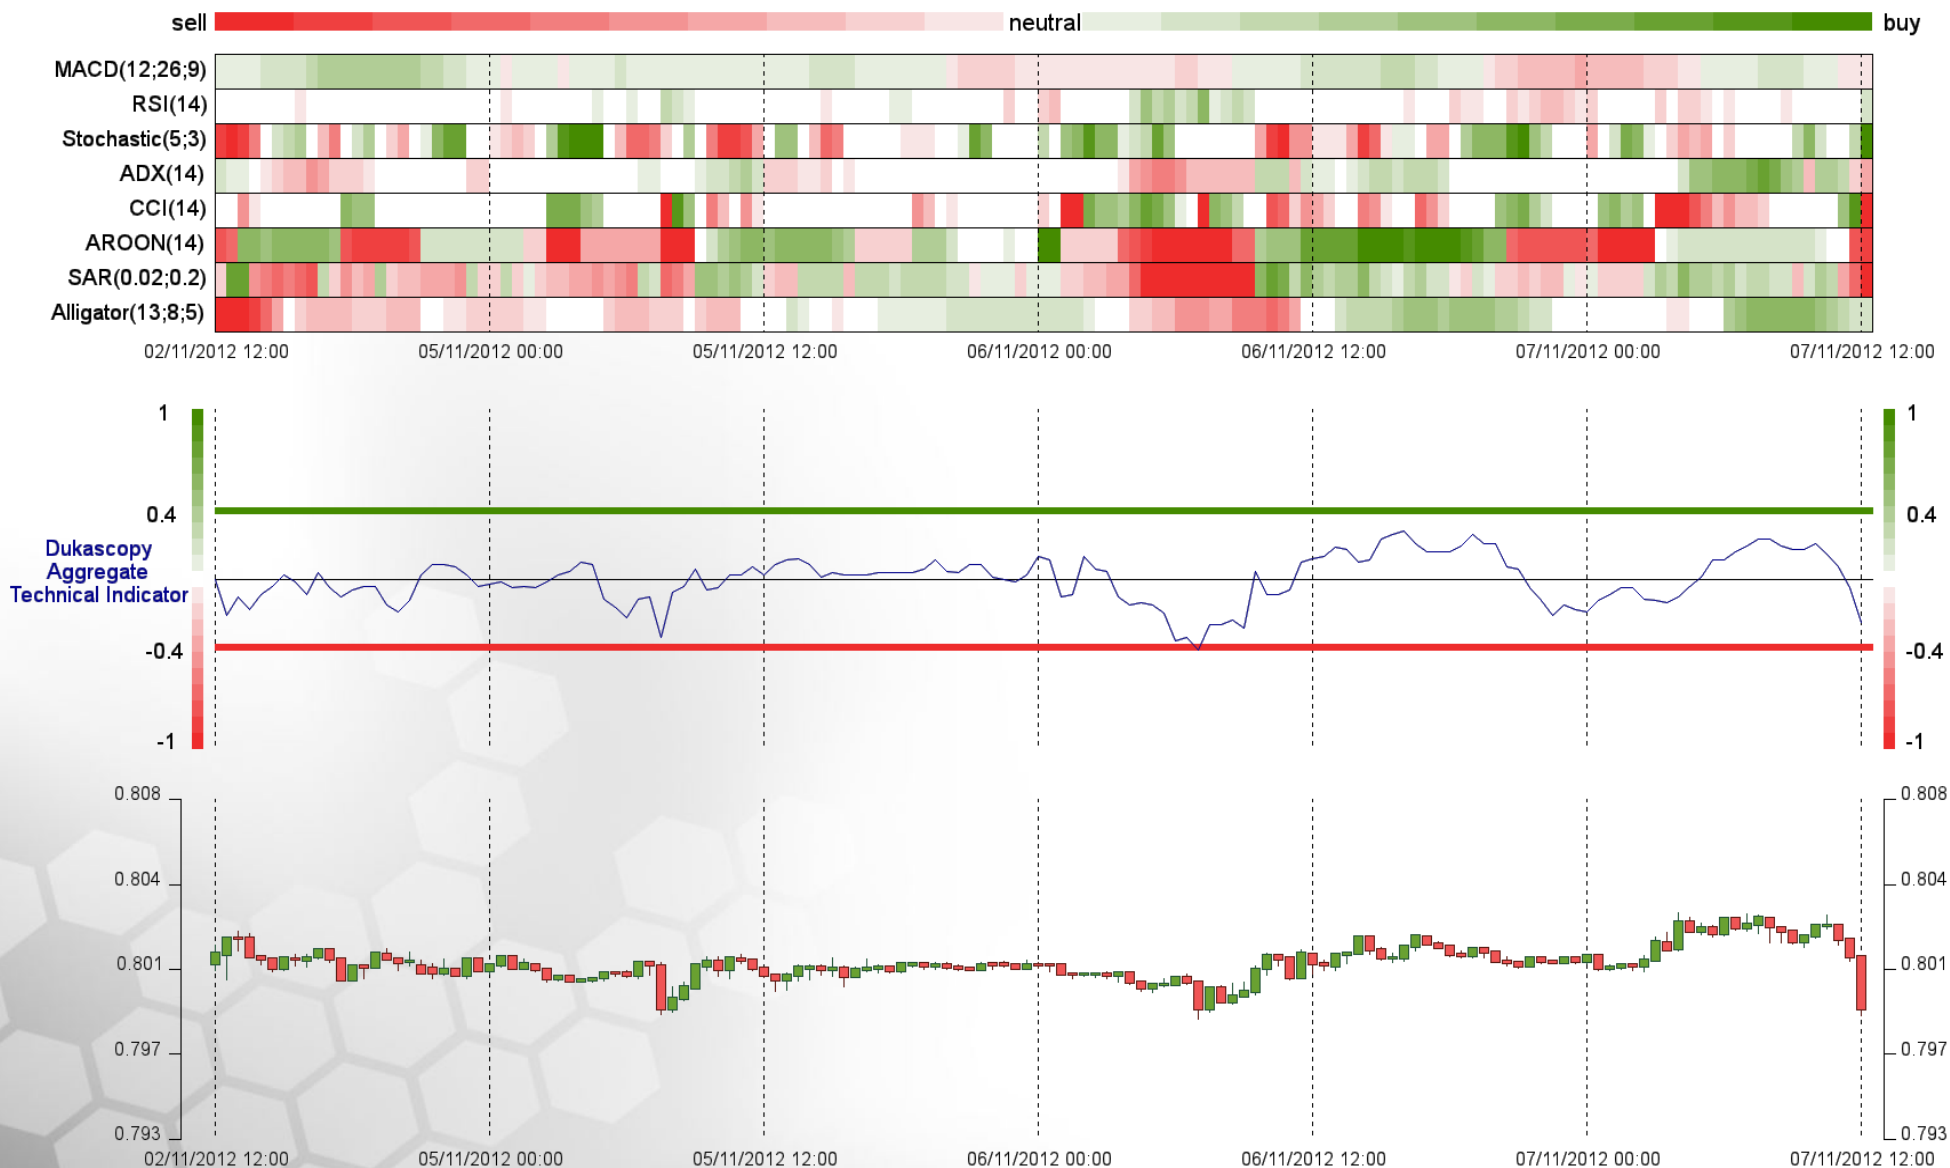 sell neutral buy
MACD(12;26;9)
RSI(14)
Stochastic(5;3)
ADX(14)
CCI(14)
AROON(14)
SAR(0.02;0.2)
Alligator(13;8;5)
02/11/2012 12:00 05/11/2012 00:00 05/11/2012 12:00 06/11/2012 00:00 06/11/2012 12:00 07/11/2012 00:00 07/11/2012 12:00
1 1
0.4 0.4
Dukascopy
Aggregate
Technical Indicator
-0.4 -0.4
-1 -1
0.808 0.808
0.804 0.804
0.801 0.801
0.797 0.797
0.793 0.793
02/11/2012 12:00 05/11/2012 00:00 05/11/2012 12:00 06/11/2012 00:00 06/11/2012 12:00 07/11/2012 00:00 07/11/2012 12:00